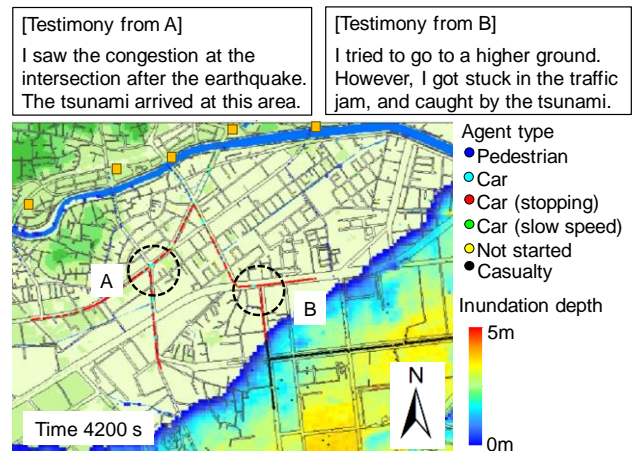 [Testimony from A]
I saw the congestion at the
intersection after the earthquake.
The tsunami arrived at this area.
[Testimony from B]
I tried to go to a higher ground.
However, I got stuck in the traffic
jam, and caught by the tsunami.
Agent type
Pedestrian
Car
Car (stopping)
Car (slow speed)
Not started
Casualty
Inundation depth
5m
0m
A
B
N
Time 4200 s